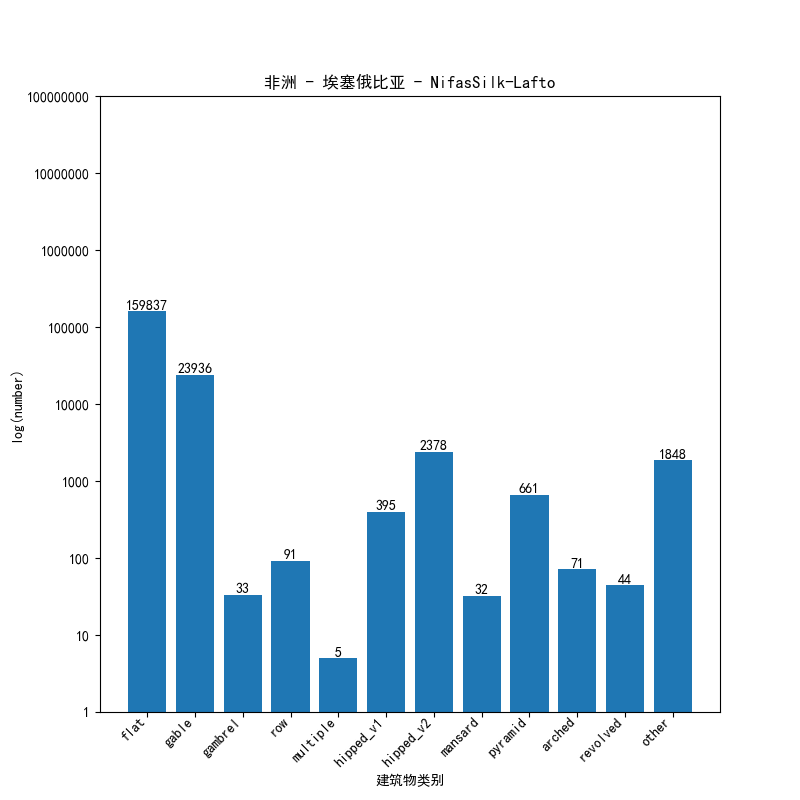 非洲 - 埃塞俄比亚 - NifasSilk-Lafto
100000000
10000000
1000000
100000
10000
1000
100
10
1
log(number)
159837
23936
33
91
5
395
2378
32
661
71
44
1848
flat
gable
gambrel
row
multiple
hipped_v1
hipped_v2
mansard
pyramid
arched
revolved
other
建筑物类别